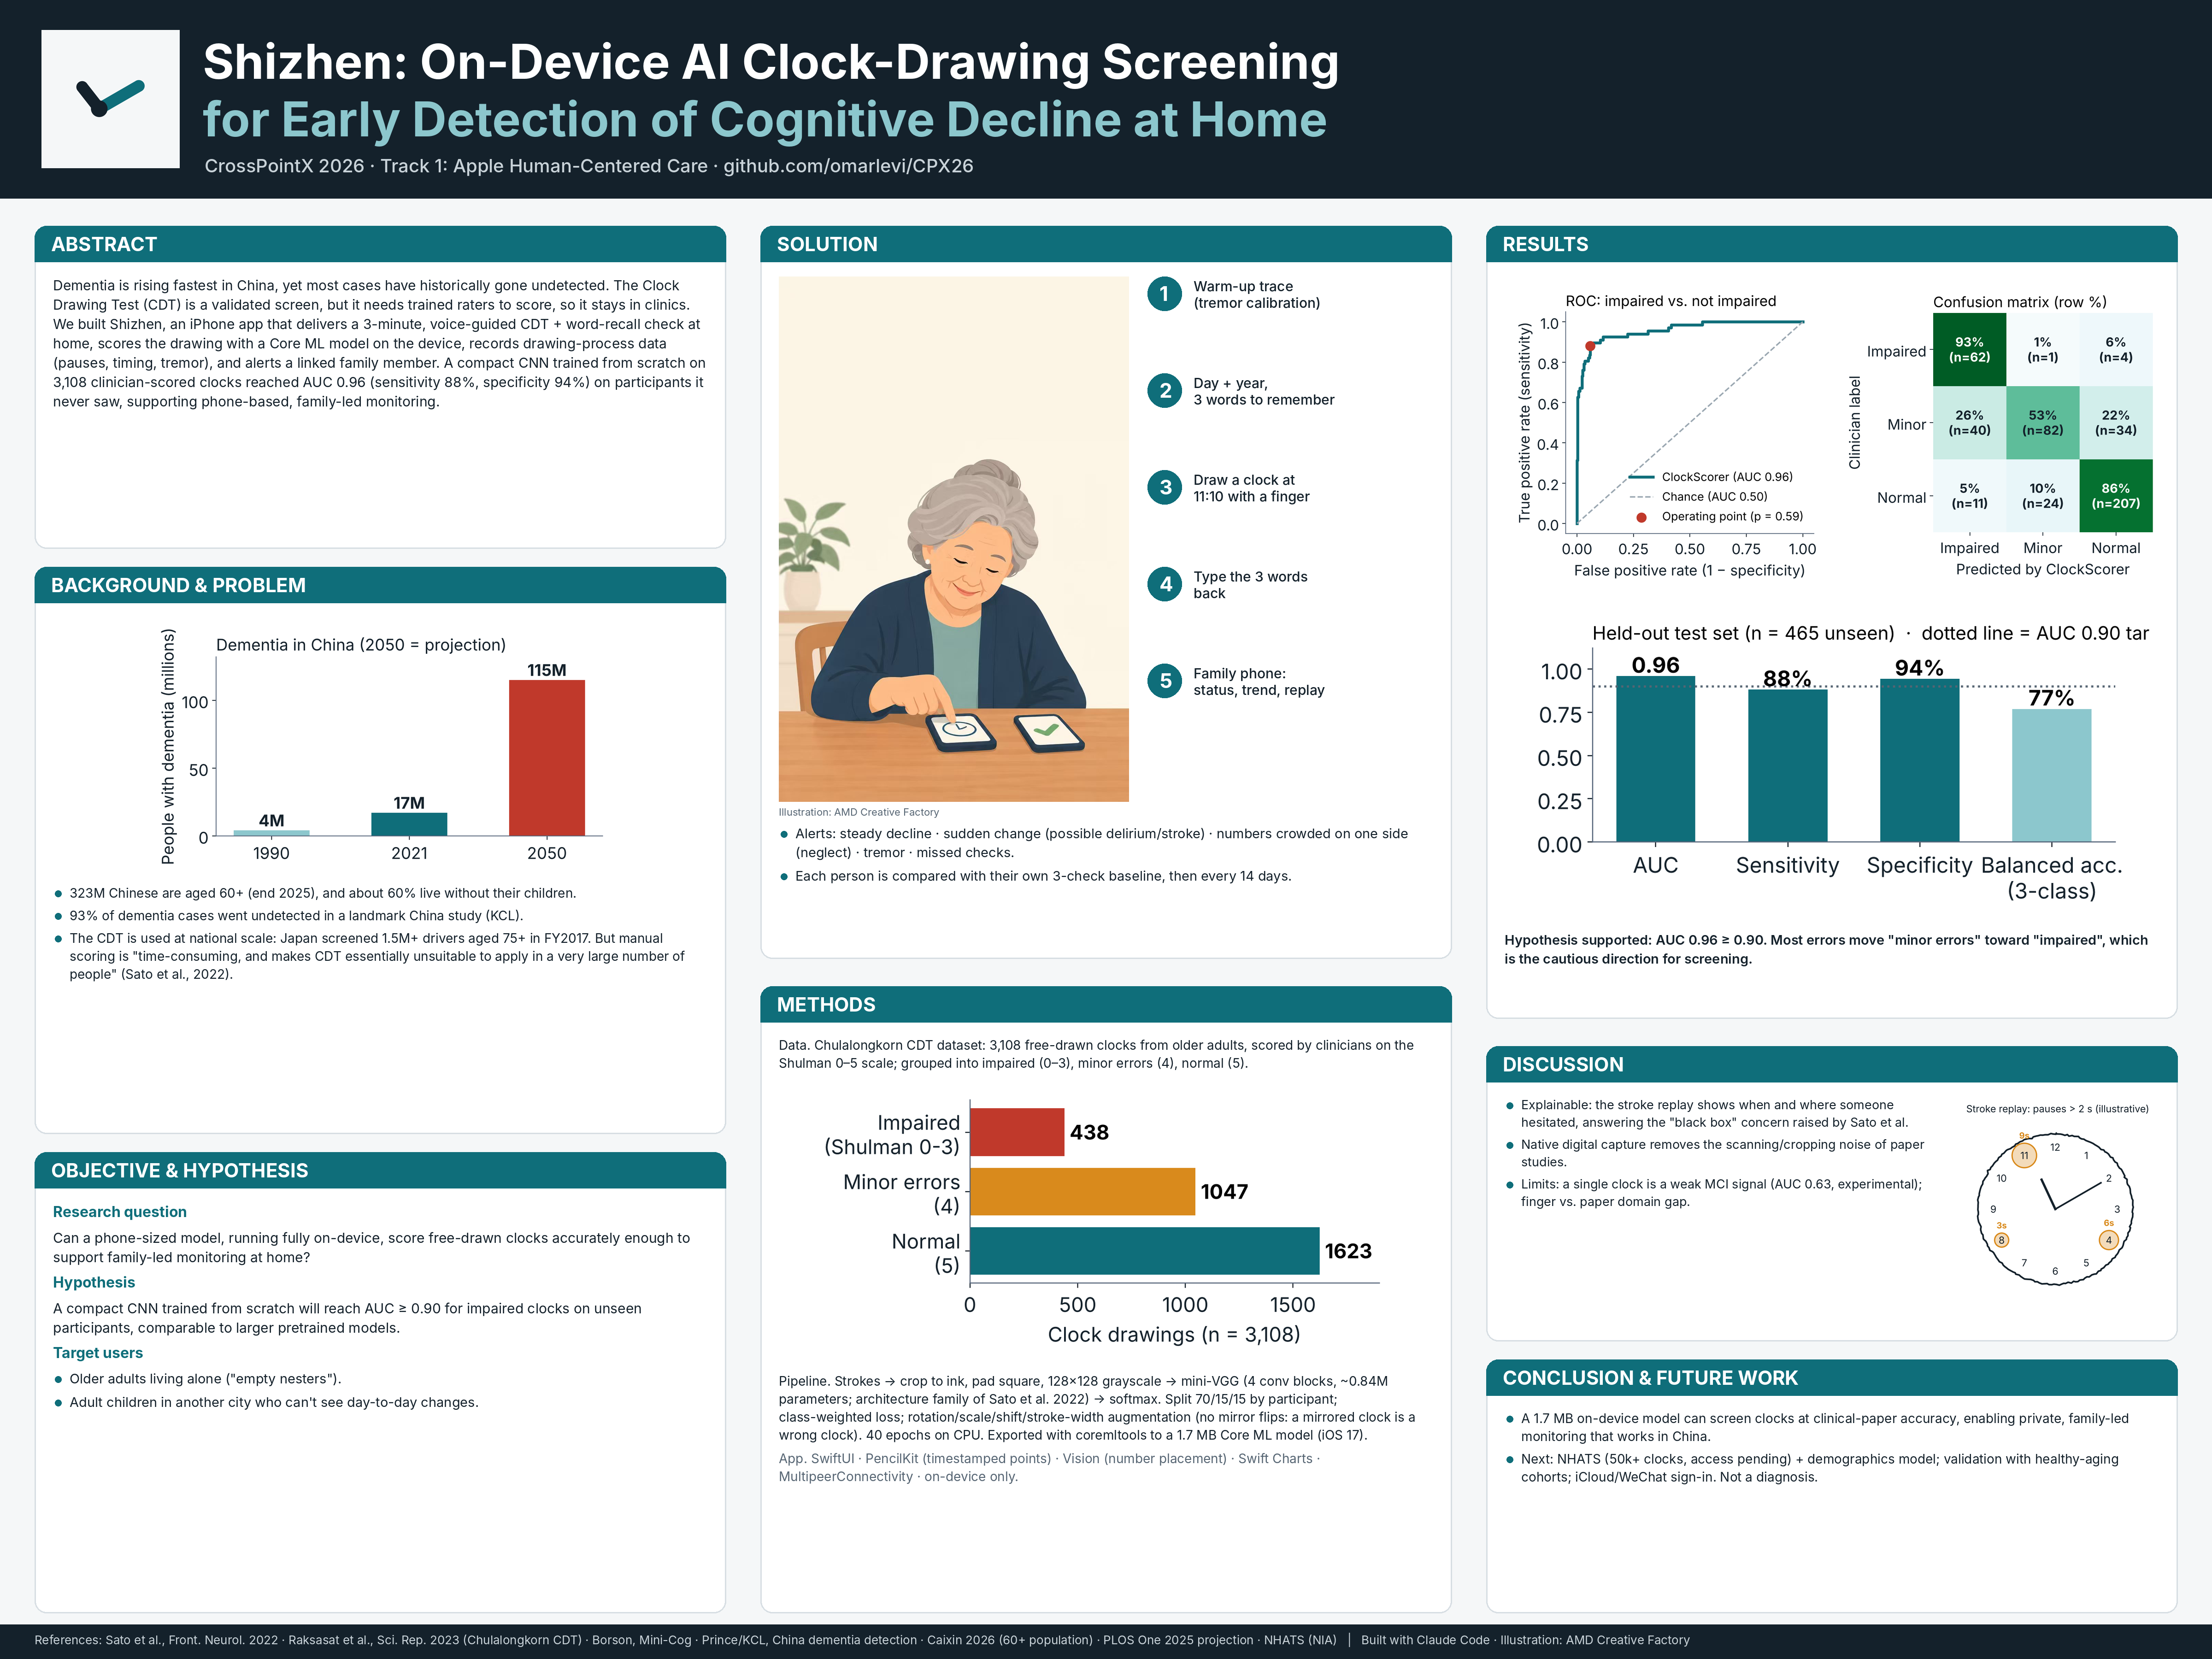 Shizhen: On-Device AI Clock-Drawing Screening
for Early Detection of Cognitive Decline at Home
CrossPointX 2026 · Track 1: Apple Human-Centered Care · github.com/omarlevi/CPX26
ABSTRACT
Dementia is rising fastest in China, yet most cases have historically gone undetected. The Clock
Drawing Test (CDT) is a validated screen, but it needs trained raters to score, so it stays in clinics.
We built Shizhen, an iPhone app that delivers a 3-minute, voice-guided CDT + word-recall check at
home, scores the drawing with a Core ML model on the device, records drawing-process data
(pauses, timing, tremor), and alerts a linked family member. A compact CNN trained from scratch on
3,108 clinician-scored clocks reached AUC 0.96 (sensitivity 88%, specificity 94%) on participants it
never saw, supporting phone-based, family-led monitoring.
BACKGROUND & PROBLEM
Dementia in China (2050 = projection)
People with dementia (millions)
100
50
0
4M
17M
115M
1990
2021
2050
• 323M Chinese are aged 60+ (end 2025), and about 60% live without their children.
• 93% of dementia cases went undetected in a landmark China study (KCL).
• The CDT is used at national scale: Japan screened 1.5M+ drivers aged 75+ in FY2017. But manual
scoring is "time-consuming, and makes CDT essentially unsuitable to apply in a very large number of
people" (Sato et al., 2022).
OBJECTIVE & HYPOTHESIS
Research question
Can a phone-sized model, running fully on-device, score free-drawn clocks accurately enough to
support family-led monitoring at home?
Hypothesis
A compact CNN trained from scratch will reach AUC ≥ 0.90 for impaired clocks on unseen
participants, comparable to larger pretrained models.
Target users
• Older adults living alone ("empty nesters").
• Adult children in another city who can't see day-to-day changes.
SOLUTION
1
Warm-up trace
(tremor calibration)
2
Day + year,
3 words to remember
3
Draw a clock at
11:10 with a finger
4
Type the 3 words
back
5
Family phone:
status, trend, replay
Illustration: AMD Creative Factory
• Alerts: steady decline · sudden change (possible delirium/stroke) · numbers crowded on one side
(neglect) · tremor · missed checks.
• Each person is compared with their own 3-check baseline, then every 14 days.
METHODS
Data. Chulalongkorn CDT dataset: 3,108 free-drawn clocks from older adults, scored by clinicians on the
Shulman 0–5 scale; grouped into impaired (0–3), minor errors (4), normal (5).
Impaired
(Shulman 0-3)
438
Minor errors
(4)
1047
Normal
(5)
1623
0
500
1000
1500
Clock drawings (n = 3,108)
Pipeline. Strokes → crop to ink, pad square, 128×128 grayscale → mini-VGG (4 conv blocks, ~0.84M
parameters; architecture family of Sato et al. 2022) → softmax. Split 70/15/15 by participant;
class-weighted loss; rotation/scale/shift/stroke-width augmentation (no mirror flips: a mirrored clock is a
wrong clock). 40 epochs on CPU. Exported with coremltools to a 1.7 MB Core ML model (iOS 17).
App. SwiftUI · PencilKit (timestamped points) · Vision (number placement) · Swift Charts ·
MultipeerConnectivity · on-device only.
RESULTS
ROC: impaired vs. not impaired
True positive rate (sensitivity)
1.0
0.8
0.6
0.4
0.2
0.0
ClockScorer (AUC 0.96)
Chance (AUC 0.50)
Operating point (p = 0.59)
0.00
0.25
0.50
0.75
1.00
False positive rate (1 − specificity)
Confusion matrix (row %)
Clinician label
Impaired
93%
(n=62)
1%
(n=1)
6%
(n=4)
Minor
26%
(n=40)
53%
(n=82)
22%
(n=34)
Normal
5%
(n=11)
10%
(n=24)
86%
(n=207)
Impaired
Minor
Normal
Predicted by ClockScorer
Held-out test set (n = 465 unseen) · dotted line = AUC 0.90 tar
1.00
0.75
0.50
0.25
0.00
0.96
88%
94%
77%
AUC
Sensitivity
Specificity
Balanced acc.
(3-class)
Hypothesis supported: AUC 0.96 ≥ 0.90. Most errors move "minor errors" toward "impaired", which
is the cautious direction for screening.
DISCUSSION
• Explainable: the stroke replay shows when and where someone
hesitated, answering the "black box" concern raised by Sato et al.
• Native digital capture removes the scanning/cropping noise of paper
studies.
• Limits: a single clock is a weak MCI signal (AUC 0.63, experimental);
finger vs. paper domain gap.
Stroke replay: pauses > 2 s (illustrative)
9s
12
11
1
10
2
9
3
3s
6s
8
4
7
5
6
CONCLUSION & FUTURE WORK
• A 1.7 MB on-device model can screen clocks at clinical-paper accuracy, enabling private, family-led
monitoring that works in China.
• Next: NHATS (50k+ clocks, access pending) + demographics model; validation with healthy-aging
cohorts; iCloud/WeChat sign-in. Not a diagnosis.
References: Sato et al., Front. Neurol. 2022 · Raksasat et al., Sci. Rep. 2023 (Chulalongkorn CDT) · Borson, Mini-Cog · Prince/KCL, China dementia detection · Caixin 2026 (60+ population) · PLOS One 2025 projection · NHATS (NIA) | Built with Claude Code · Illustration: AMD Creative Factory